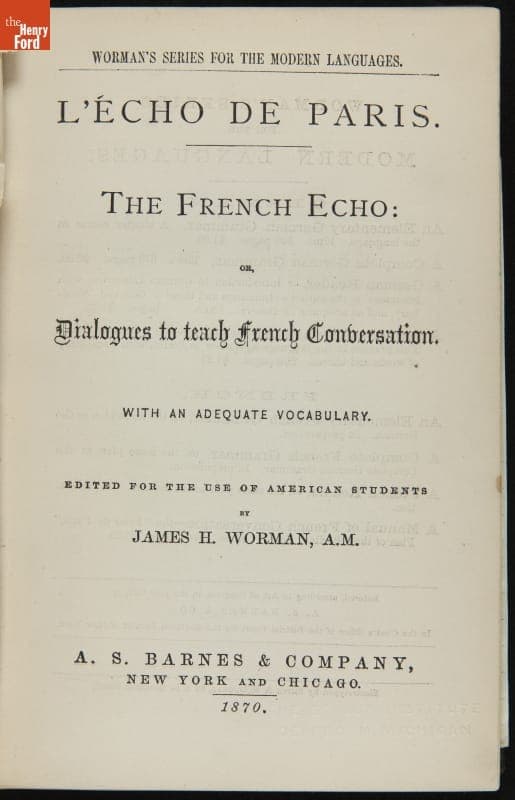 the
Henry
Ford
WORMAN'S SERIES FOR THE MODERN LANGUAGES.
L'ÉCHO DE PARIS.
THE FRENCH ECHO:
OR,
Dialogues to teach French Conversation.
WITH AN ADEQUATE VOCABULARY.
EDITED FOR THE USE OF AMERICAN STUDENTS
BY
JAMES H. WORMAN, A.M.
A. S. BARNES & COMPANY,
NEW YORK AND CHICAGO.
1870.